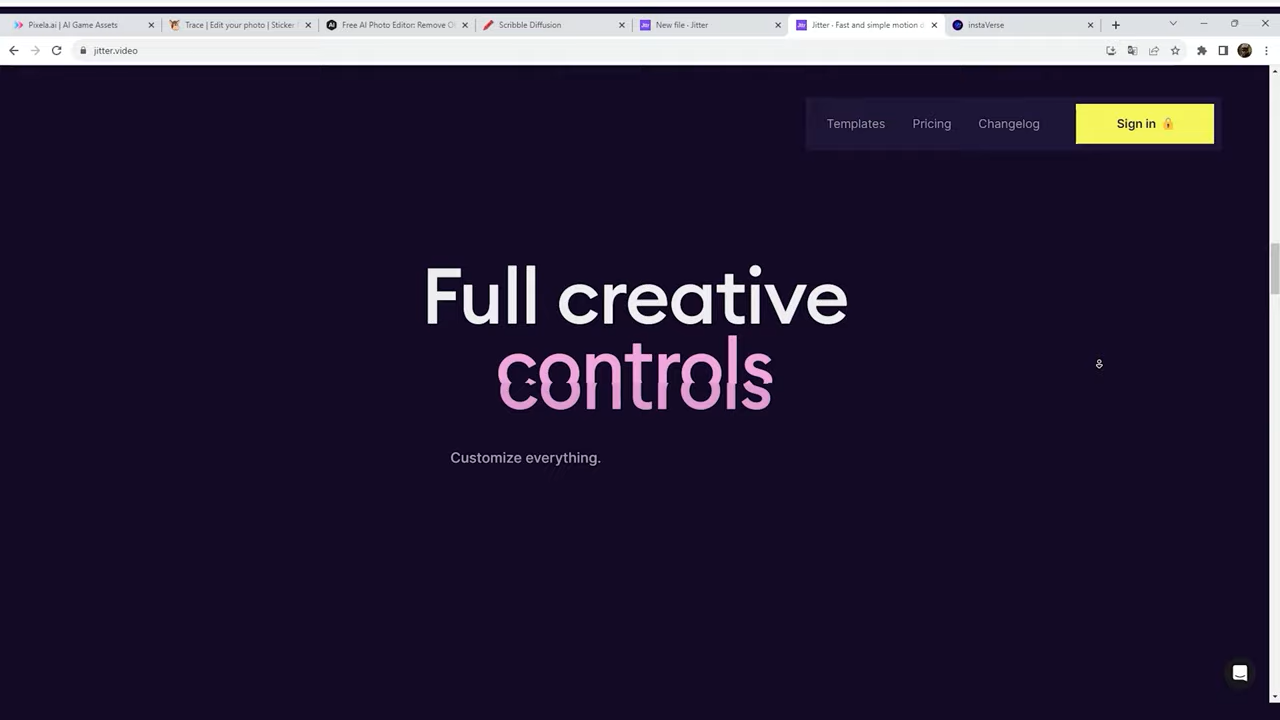 Pixela.ai | AI Game Assets
Trace | Edit your photo | Sticker
Free AI Photo Editor: Remove O
Scribble Diffusion
New file - Jitter
Jitter - Fast and simple motion d
instaVerse
jitter.video
Templates
Pricing
Changelog
Sign in
Full creative
controls
Customize everything.